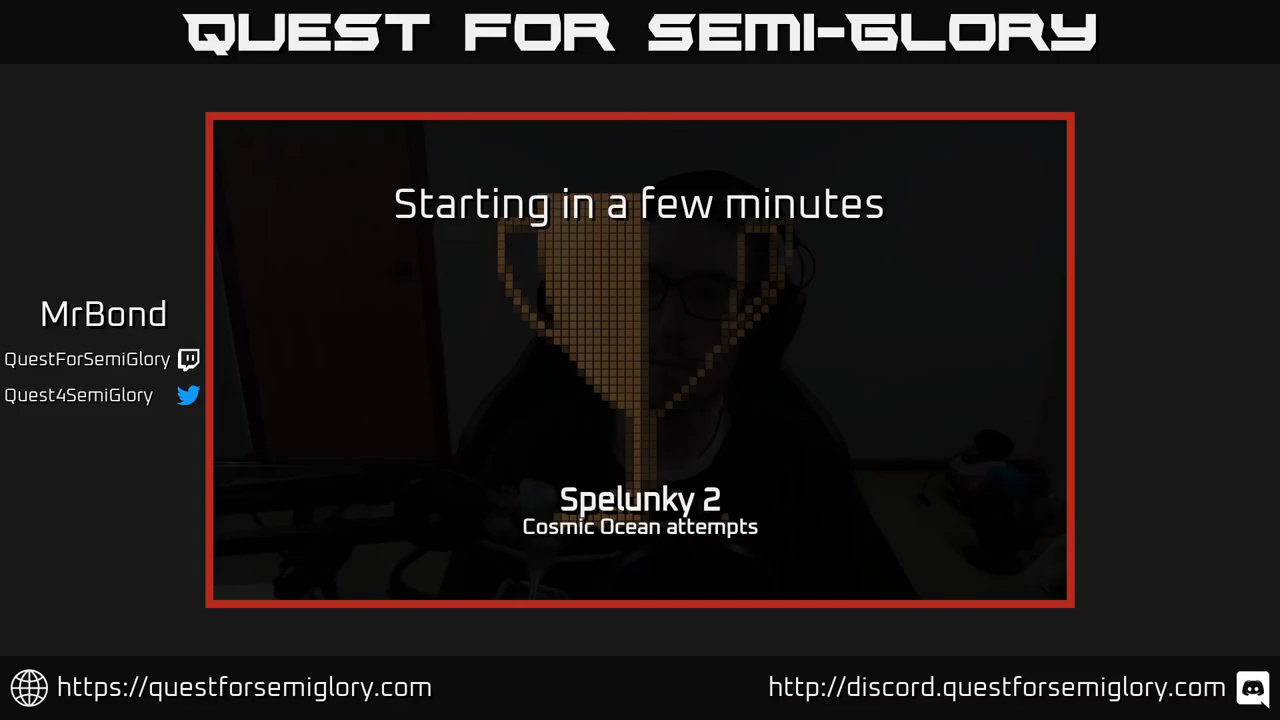 QUEST FOR SEMI-GLORY
Starting in a few minutes
MrBond
QuestForSemiGlory
Quest4SemiGlory
Spelunky 2
Cosmic Ocean attempts
https://questforsemiglory.com
http://discord.questforsemiglory.com